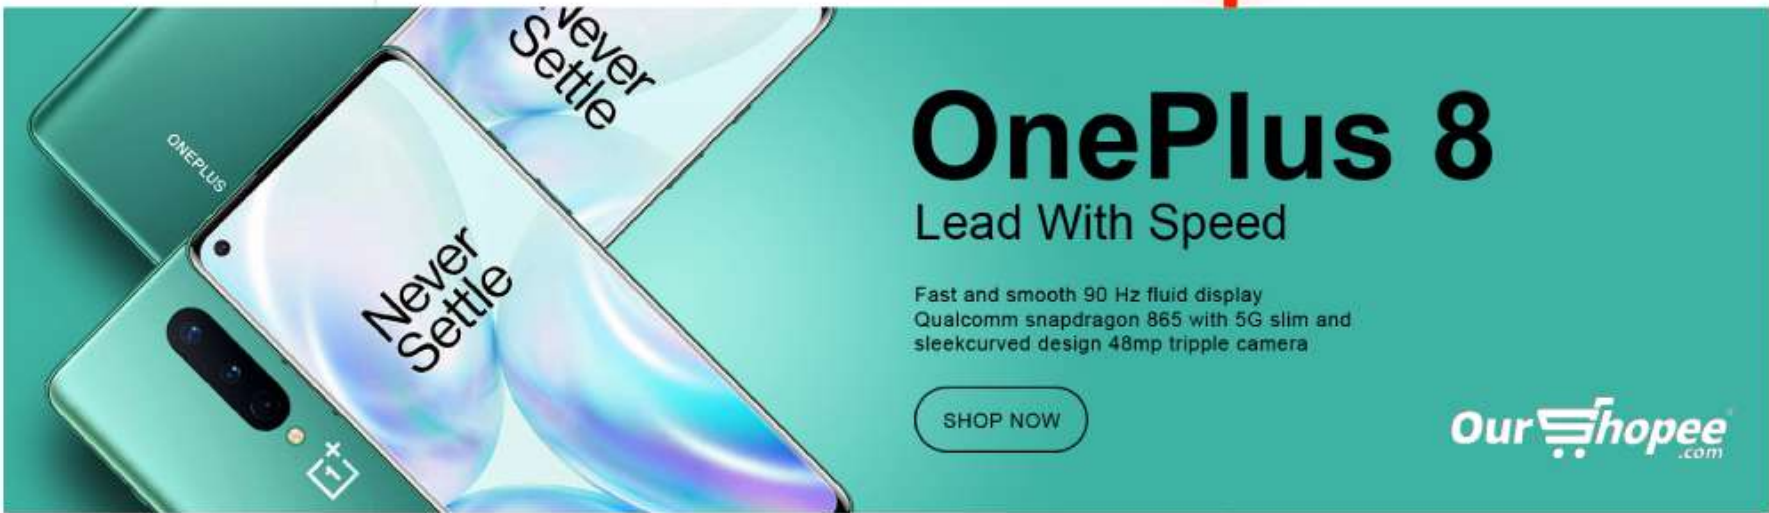 Never
Settle
ONEPLUS
Never
Settle
OnePlus 8
Lead With Speed
Fast and smooth 90 Hz fluid display
Qualcomm snapdragon 865 with 5G slim and
sleekcurved design 48mp tripple camera
SHOP NOW
OurShopee
.com